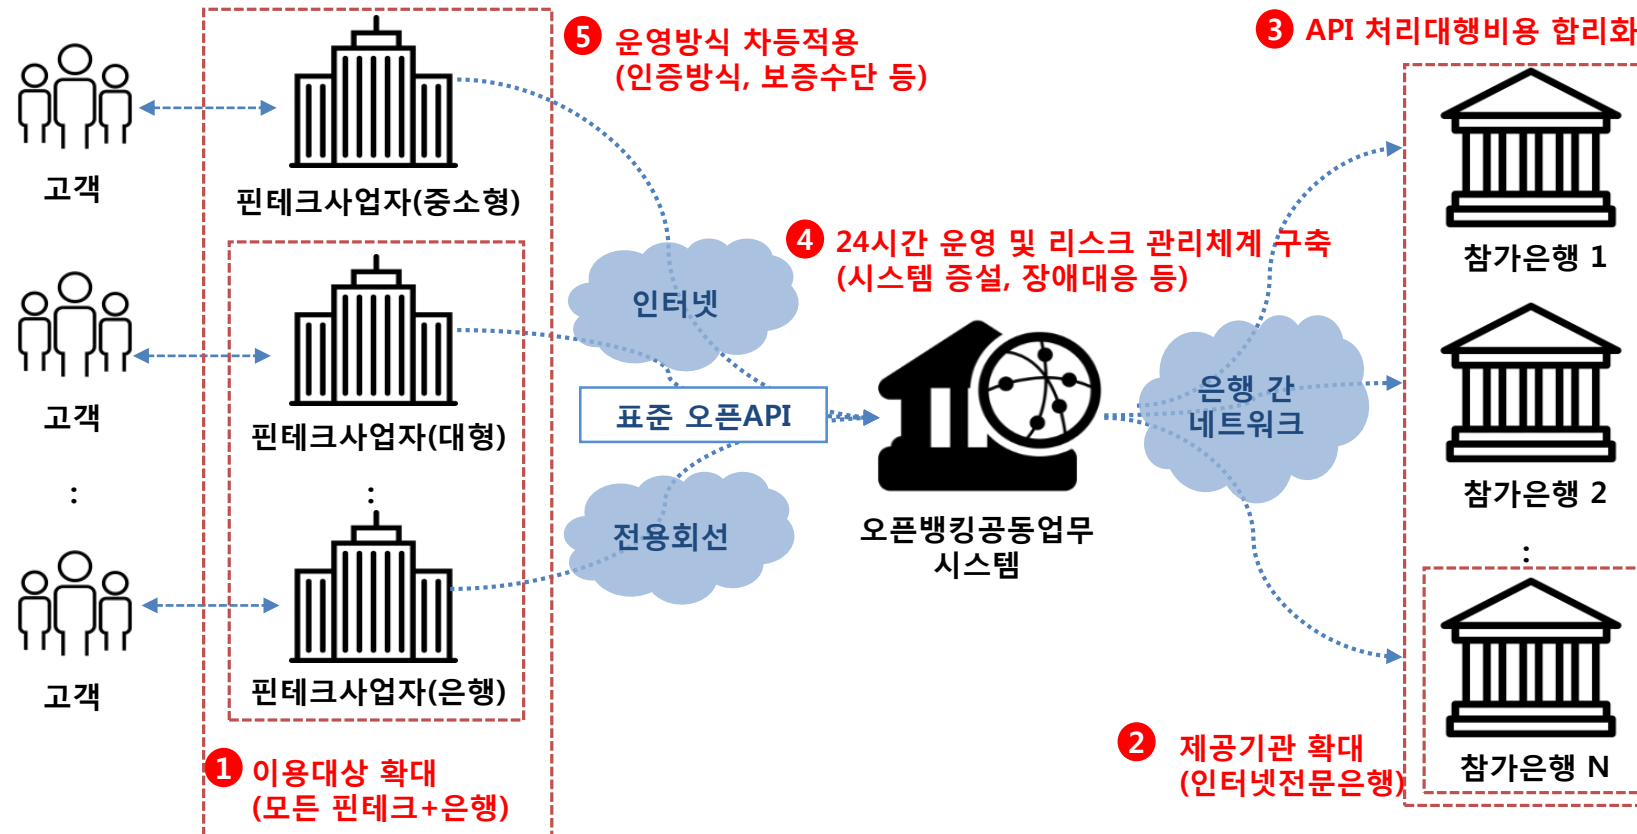 ❺ 운영방식 차등적용
(인증방식, 보증수단 등)
❸ API 처리대행비용 합리화
고객
핀테크사업자(중소형)
❹ 24시간 운영 및 리스크 관리체계 구축
(시스템 증설, 장애대응 등)
참가은행 1
인터넷
고객
핀테크사업자(대형)
표준 오픈API
은행 간
네트워크
:
:
참가은행 2
전용회선
오픈뱅킹공동업무
시스템
:
고객
핀테크사업자(은행)
❶ 이용대상 확대
(모든 핀테크+은행)
❷ 제공기관 확대
(인터넷전문은행)
참가은행 N